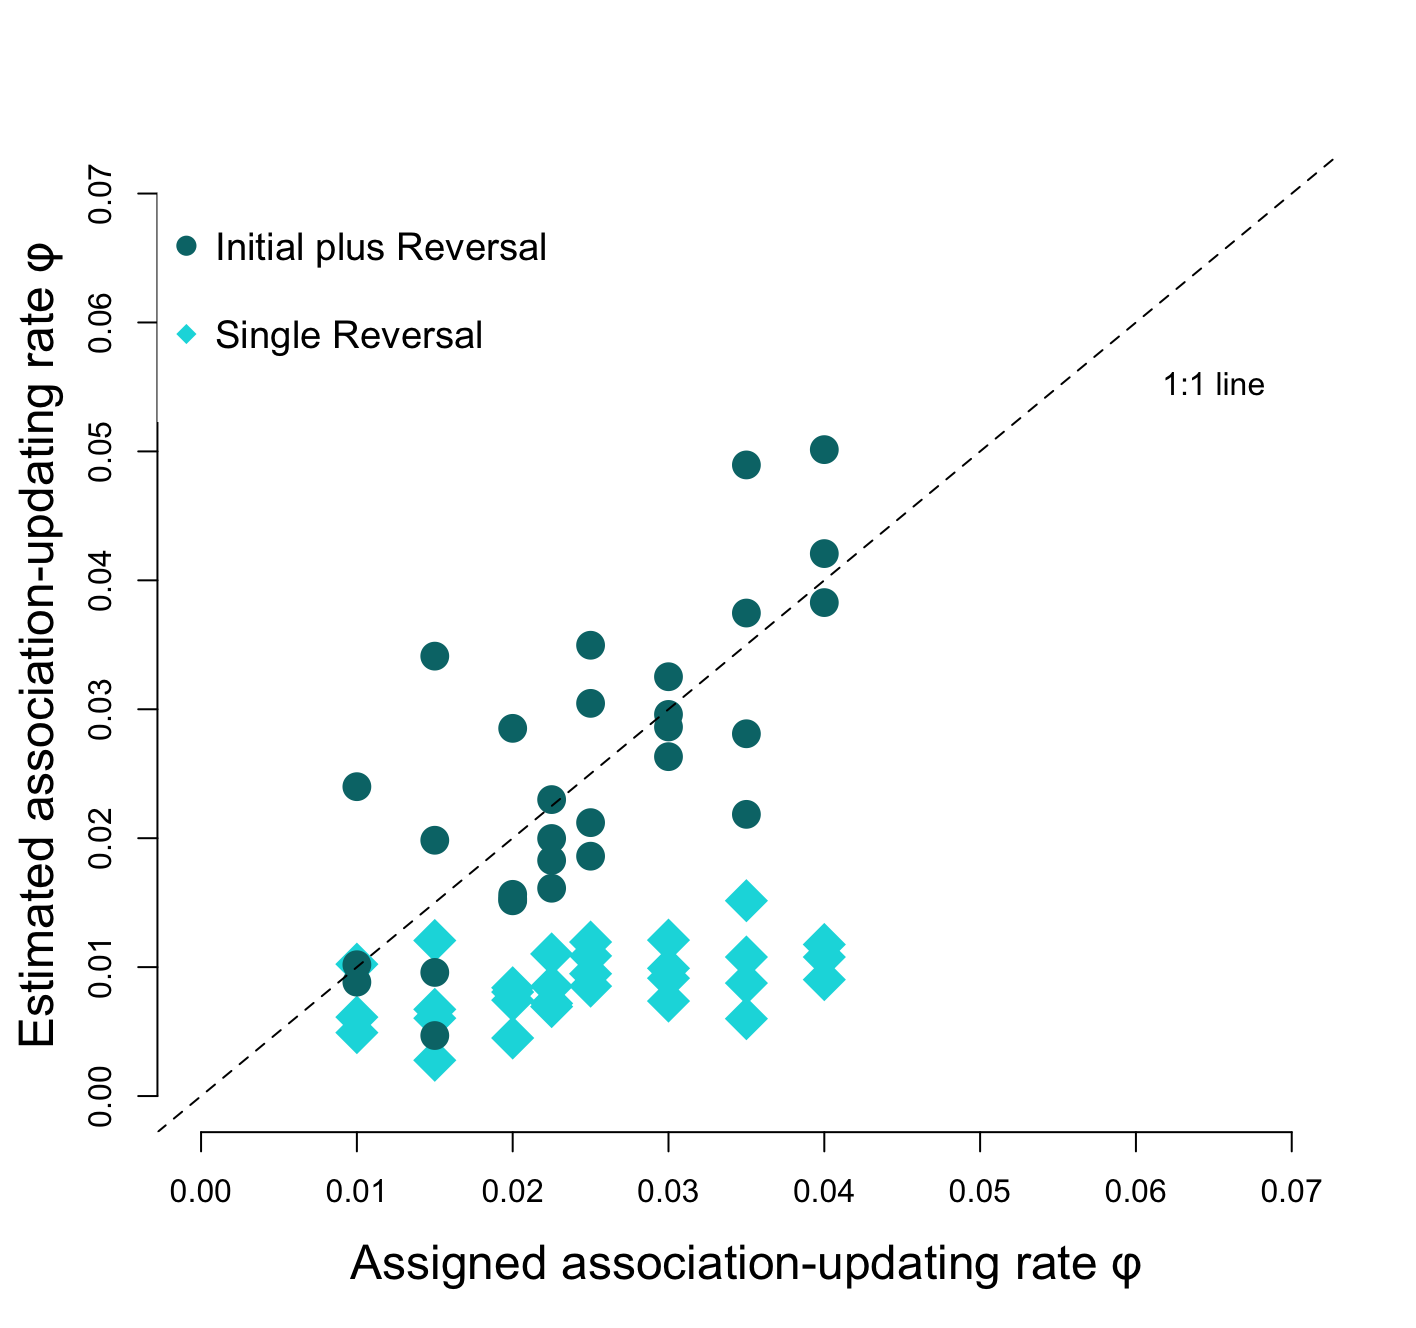 Estimated association-updating rate φ
0.07
0.06
0.05
0.04
0.03
0.02
0.01
0.00
Initial plus Reversal
Single Reversal
1:1 line
0.00 0.01 0.02 0.03 0.04 0.05 0.06 0.07
Assigned association-updating rate φ